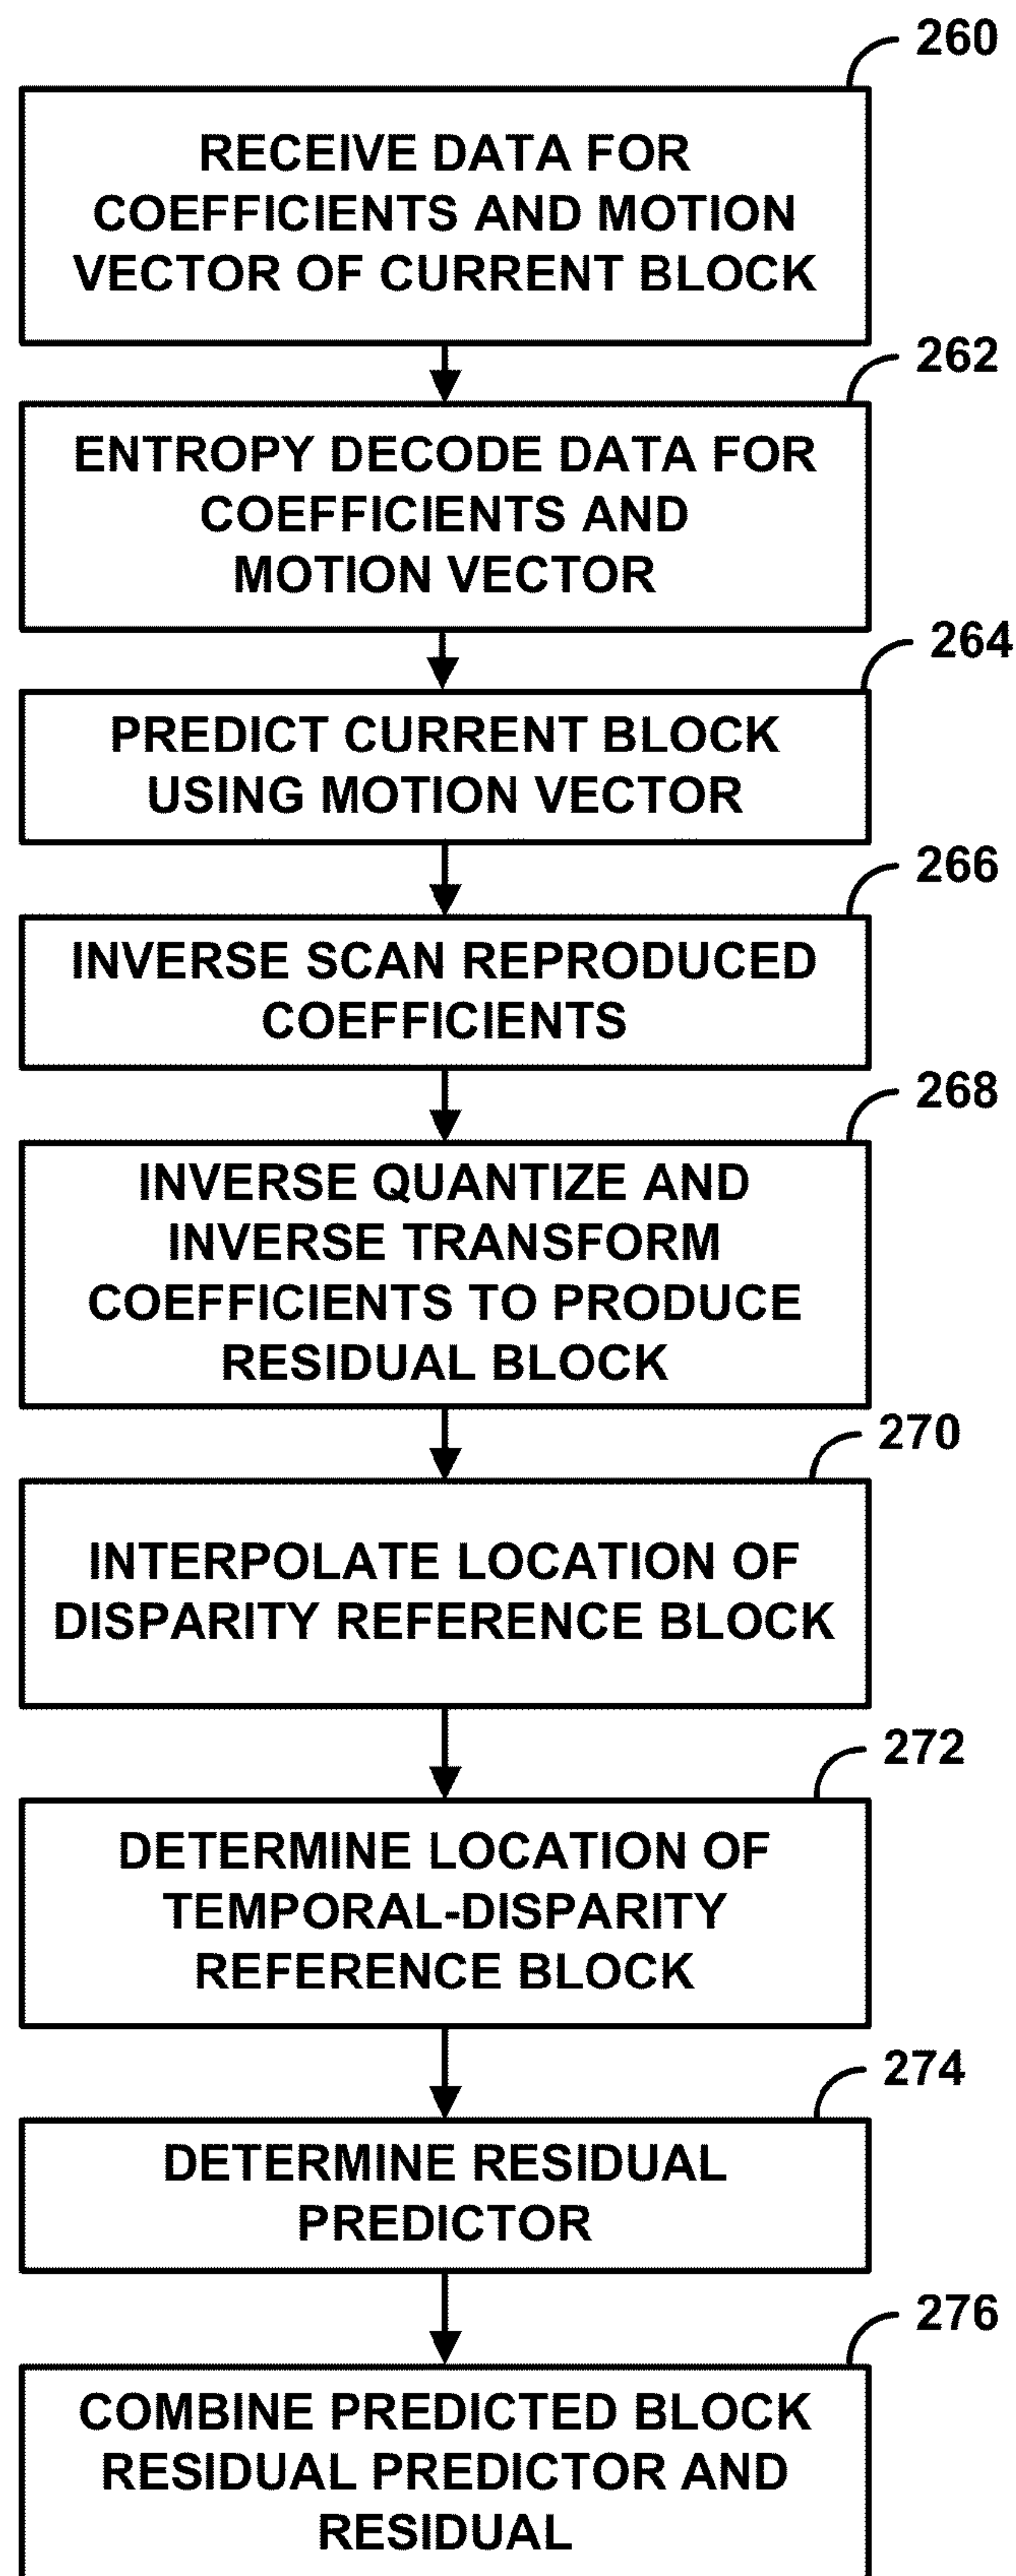 260
RECEIVE DATA FOR
COEFFICIENTS AND MOTION
VECTOR OF CURRENT BLOCK
262
ENTROPY DECODE DATA FOR
COEFFICIENTS AND
MOTION VECTOR
264
PREDICT CURRENT BLOCK
USING MOTION VECTOR
266
INVERSE SCAN REPRODUCED
COEFFICIENTS
268
INVERSE QUANTIZE AND
INVERSE TRANSFORM
COEFFICIENTS TO PRODUCE
RESIDUAL BLOCK
270
INTERPOLATE LOCATION OF
DISPARITY REFERENCE BLOCK
272
DETERMINE LOCATION OF
TEMPORAL-DISPARITY
REFERENCE BLOCK
274
DETERMINE RESIDUAL
PREDICTOR
276
COMBINE PREDICTED BLOCK
RESIDUAL PREDICTOR AND
RESIDUAL